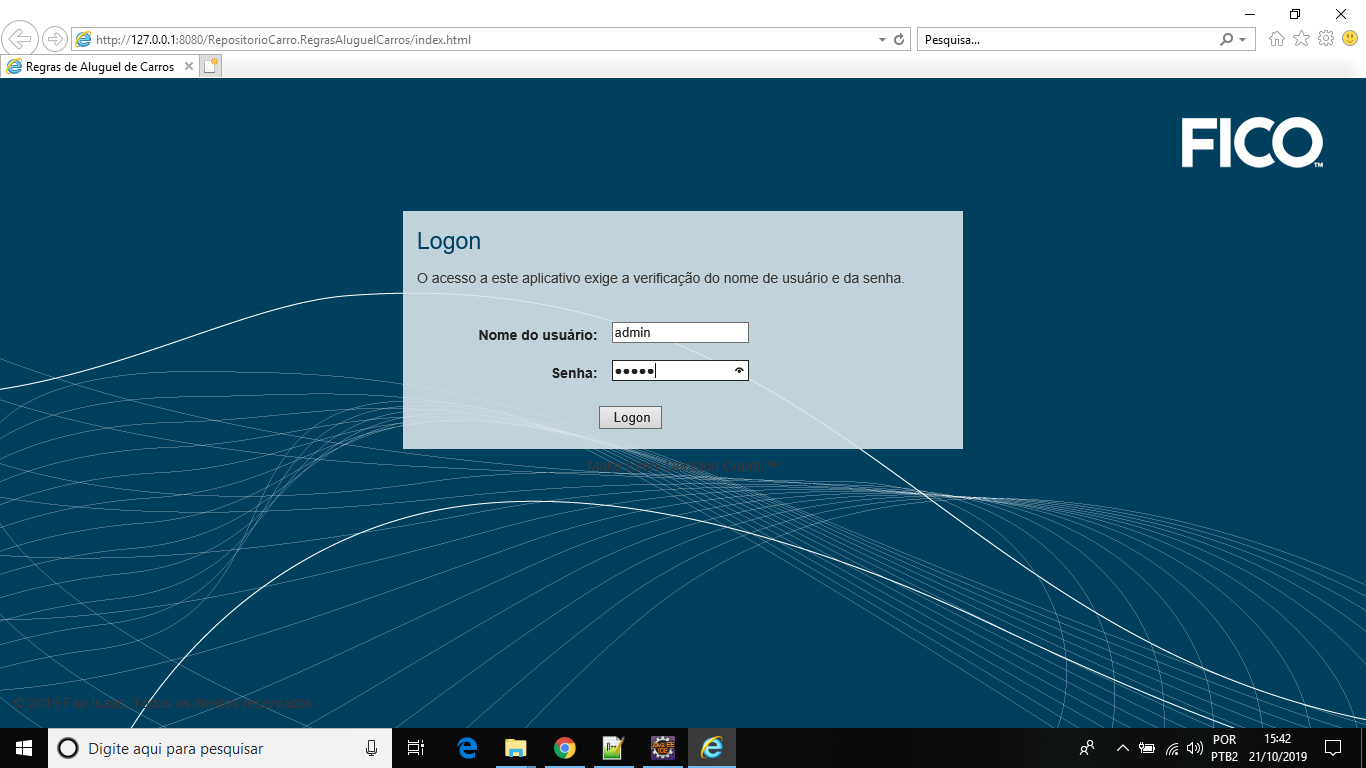 http://127.0.0.1:8080/RepositorioCarro.RegrasAluguelCarros/index.html
Pesquisa...
Regras de Aluguel de Carros
FICO™
Logon
O acesso a este aplicativo exige a verificação do nome de usuário e da senha.
Nome do usuário: admin
Senha: •••••
Logon
Make Every Decision Count.™
© 2019 Fair Isaac. Todos os direitos reservados.
Digite aqui para pesquisar
POR 15:42
PTB2 21/10/2019